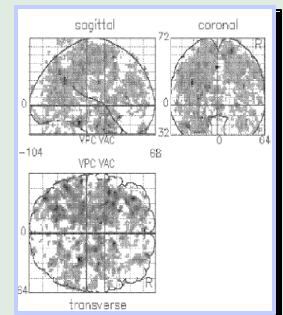 sagittal coronal
72
R
0 0
32
VPC VAC 0 64
-104 68
VPC VAC
0
R
64
transverse